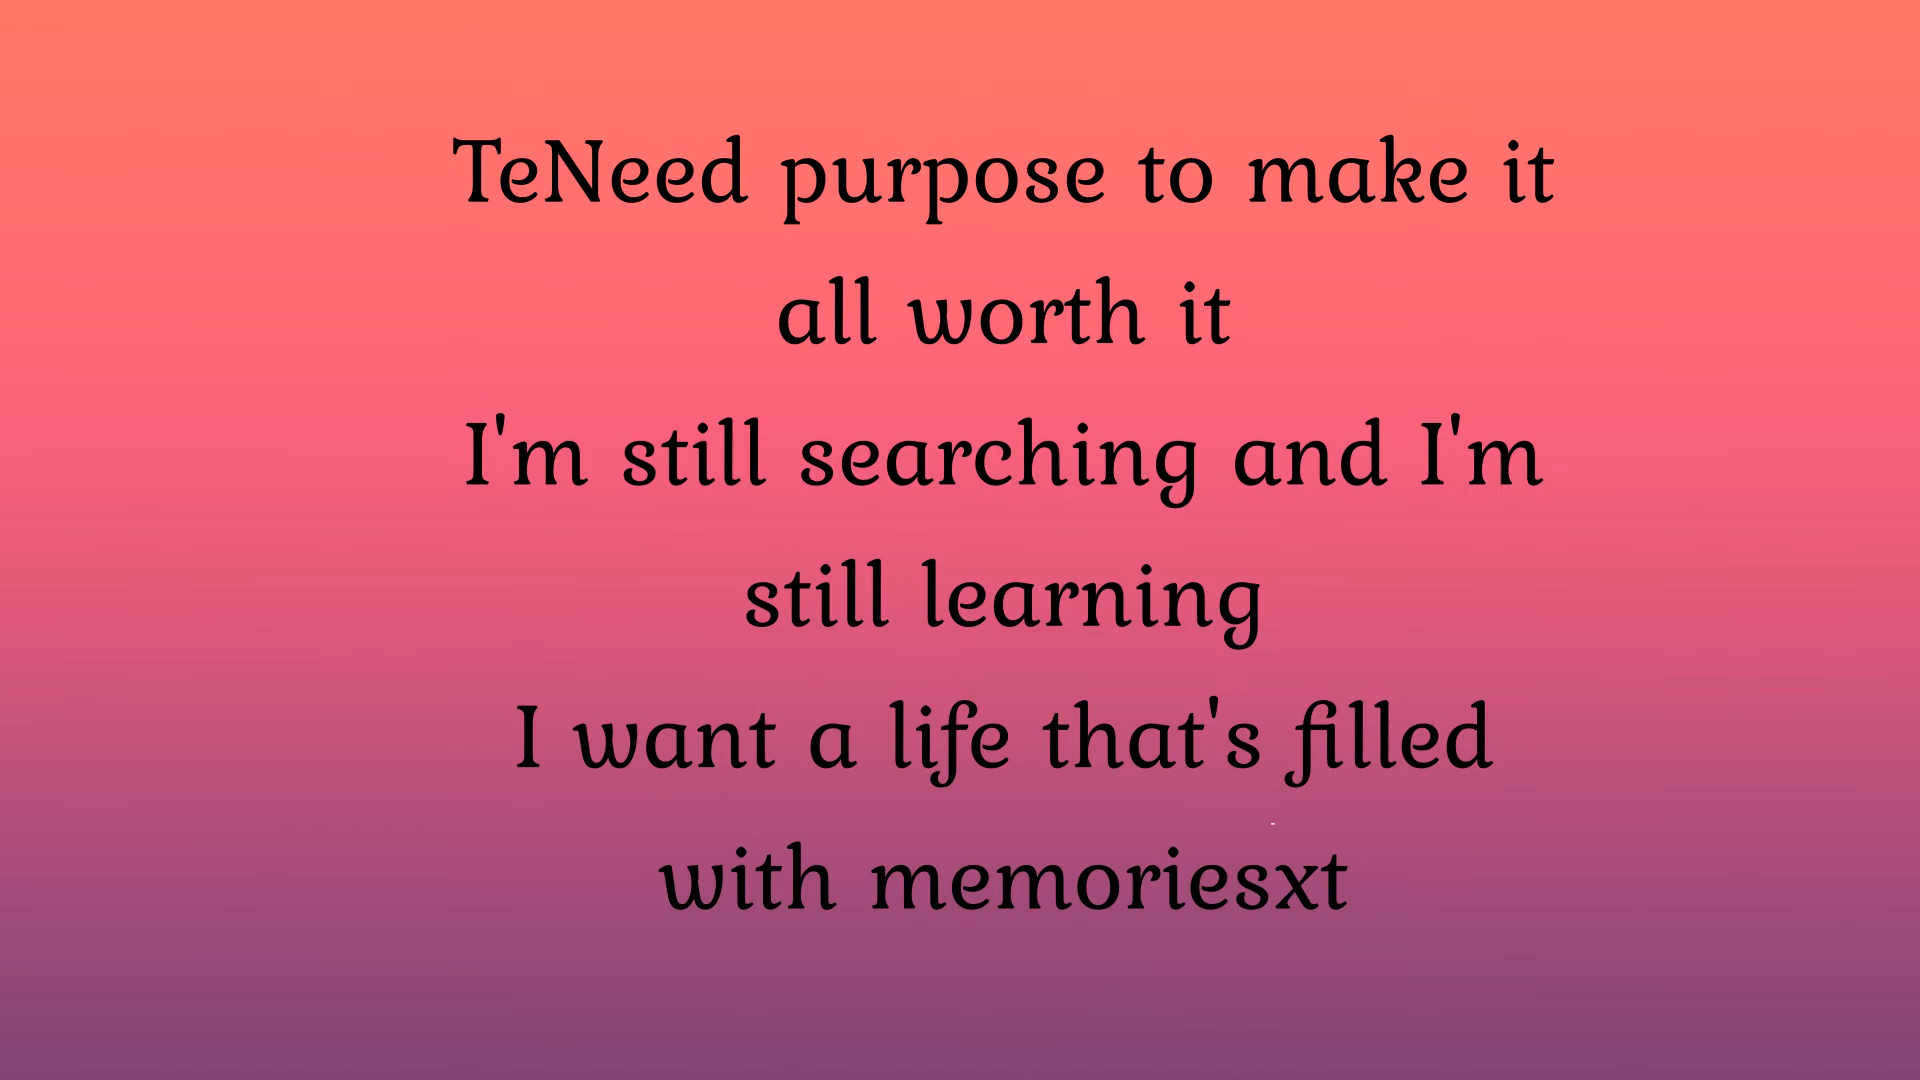 TeNeed purpose to make it
all worth it
I'm still searching and I'm
still learning
I want a life that's filled
with memoriesxt